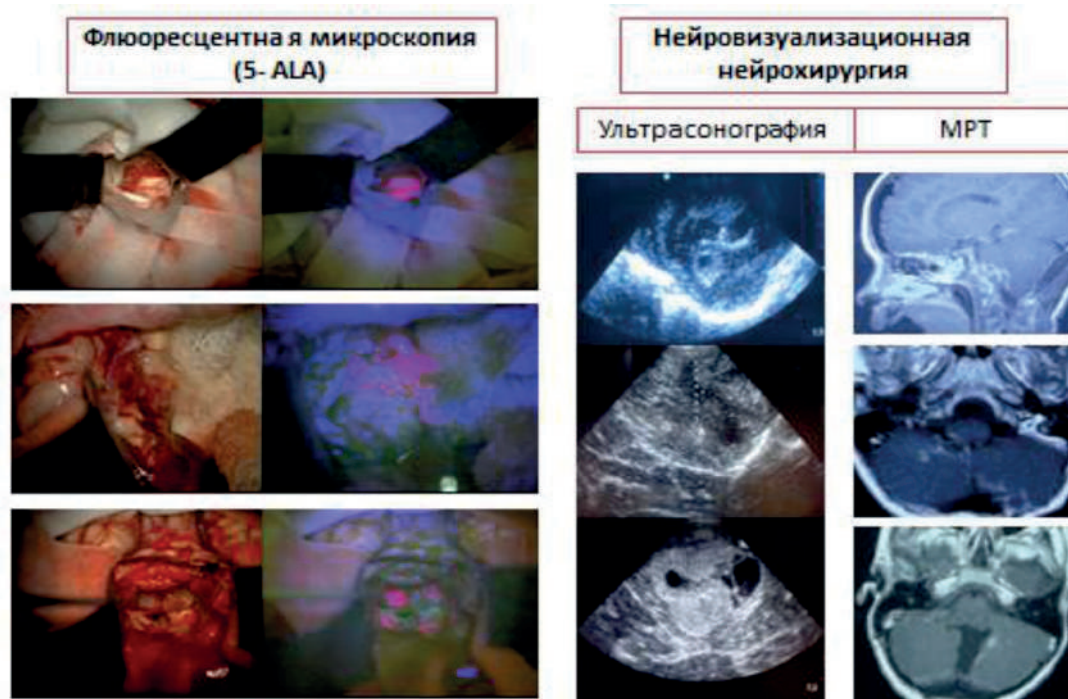 Флюоресцентна я микроскопия
(5- ALA)
Нейровизуализационная
нейрохирургия
Ультрасонография
МРТ